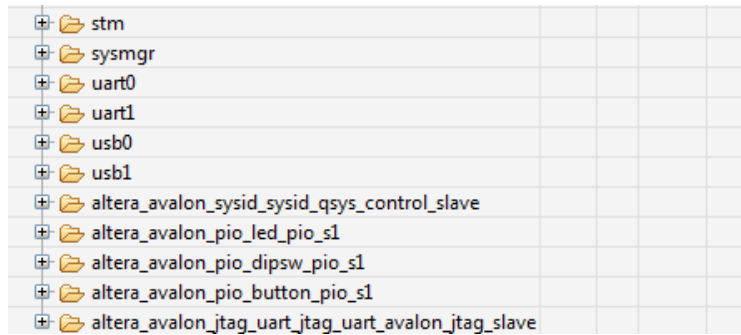 stm
sysmgr
uart0
uart1
usb0
usb1
altera_avalon_sysid_sysid_qsys_control_slave
altera_avalon_pio_led_pio_s1
altera_avalon_pio_dipsw_pio_s1
altera_avalon_pio_button_pio_s1
altera_avalon_jtag_uart_jtag_uart_avalon_jtag_slave